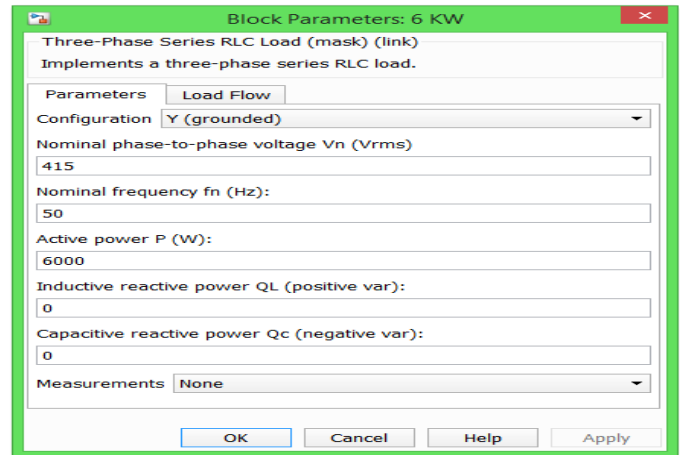 Block Parameters: 6 KW
Three-Phase Series RLC Load (mask) (link)
Implements a three-phase series RLC load.
Parameters Load Flow
Configuration Y (grounded)
Nominal phase-to-phase voltage Vn (Vrms)
415
Nominal frequency fn (Hz):
50
Active power P (W):
6000
Inductive reactive power QL (positive var):
0
Capacitive reactive power Qc (negative var):
0
Measurements None
OK Cancel Help Apply